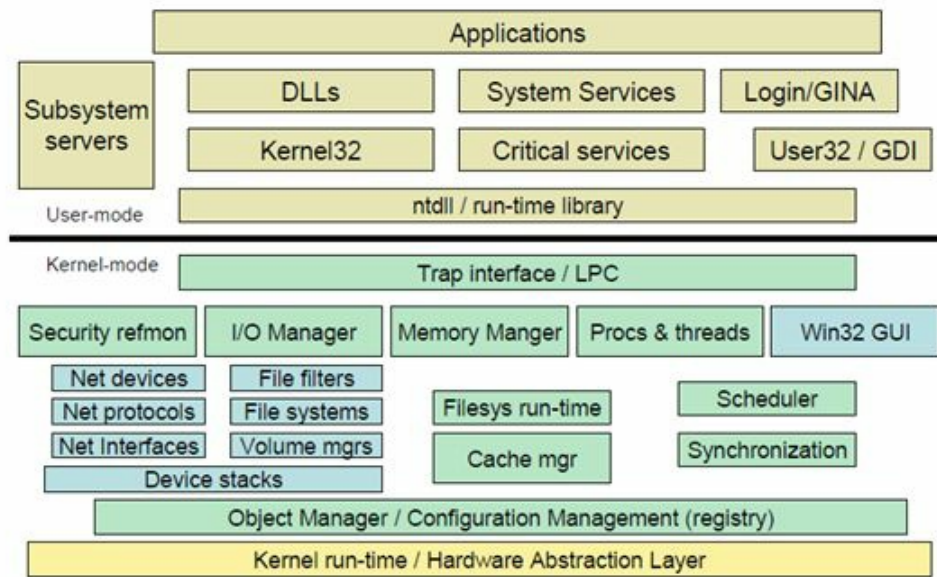 Applications
Subsystem
servers
DLLs
System Services
Login/GINA
Kernel32
Critical services
User32 / GDI
User-mode
ntdll / run-time library
Kernel-mode
Trap interface / LPC
Security refmon
I/O Manager
Memory Manger
Procs & threads
Win32 GUI
Net devices
File filters
Net protocols
File systems
Filesys run-time
Scheduler
Net Interfaces
Volume mgrs
Cache mgr
Synchronization
Device stacks
Object Manager / Configuration Management (registry)
Kernel run-time / Hardware Abstraction Layer